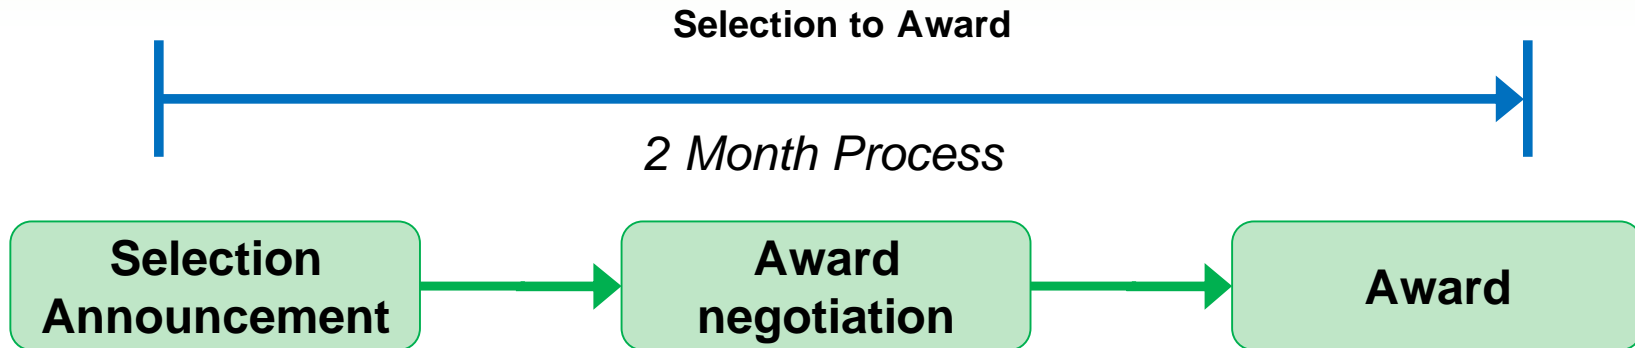 Selection to Award
2 Month Process
Selection
Announcement
Award
negotiation
Award